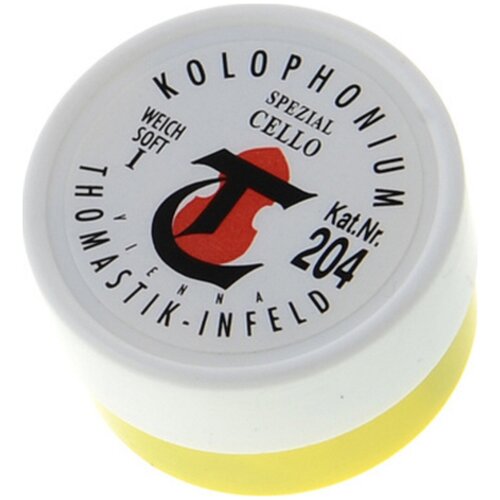 KOLOPHONIUM
SPEZIAL
CELLO
WEICH
SOFT
I
Kat.Nr.
204
VIENNA
THOMASTIK-INFELD